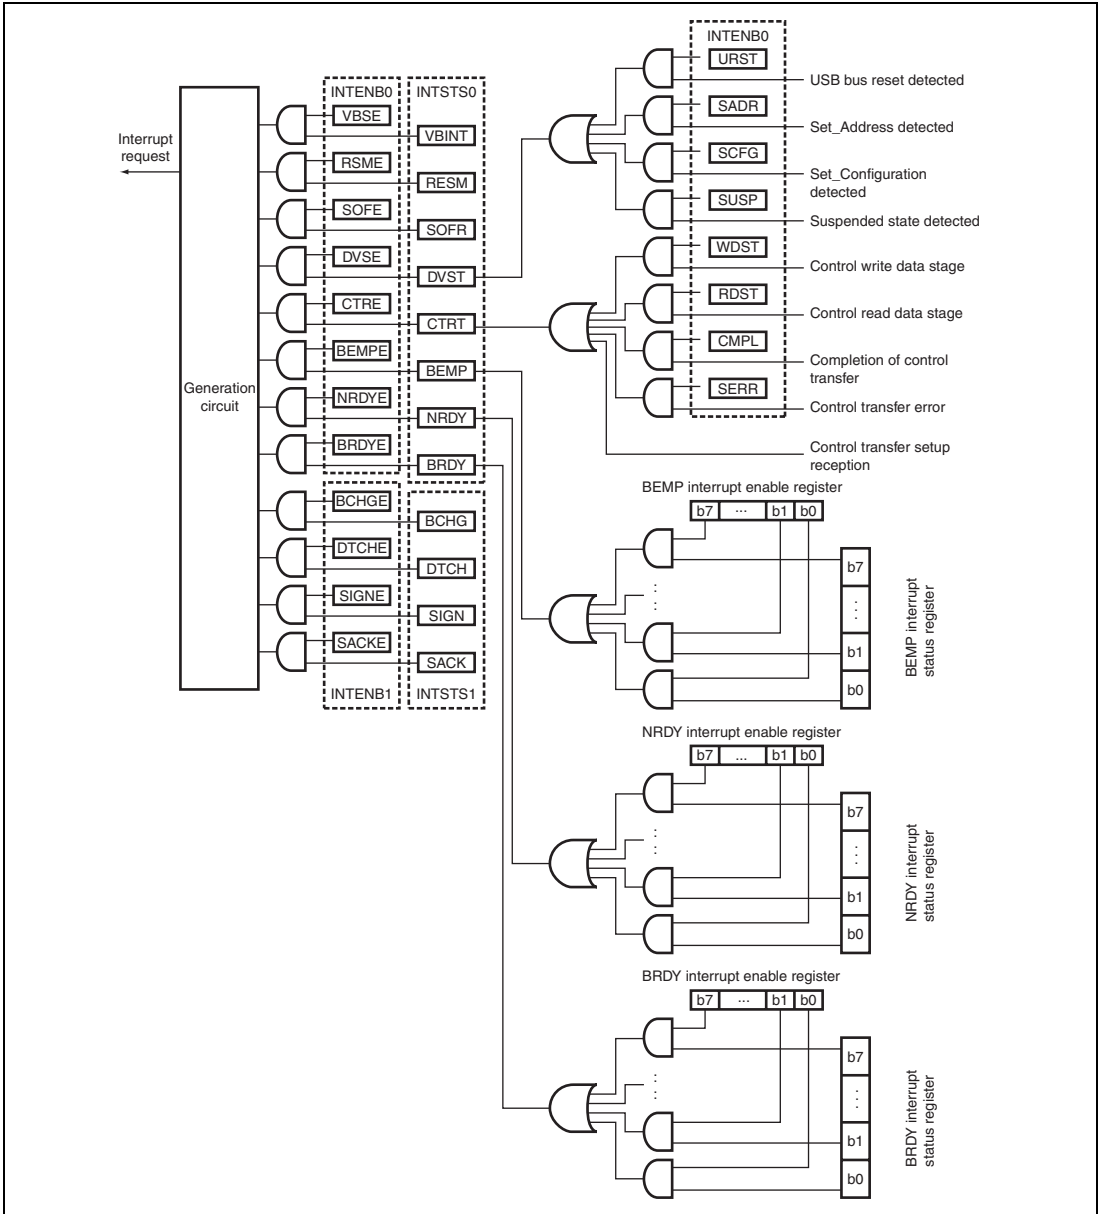 INTENB0
URST
USB bus reset detected
SADR
Set_Address detected
SCFG
Set_Configuration
detected
SUSP
Suspended state detected
WDST
Control write data stage
RDST
Control read data stage
CMPL
Completion of control
transfer
SERR
Control transfer error
Control transfer setup
reception
Interrupt
request
Generation
circuit
INTENB0
VBSE
RSME
SOFE
DVSE
CTRE
BEMPE
NRDYE
BRDYE
BCHGE
DTCHE
SIGNE
SACKE
INTENB1
INTSTS0
VBINT
RESM
SOFR
DVST
CTRT
BEMP
NRDY
BRDY
BCHG
DTCH
SIGN
SACK
INTSTS1
BEMP interrupt enable register
b7 ... b1 b0
b7
...
b1
b0
BEMP interrupt
status register
NRDY interrupt enable register
b7 ... b1 b0
b7
...
b1
b0
NRDY interrupt
status register
BRDY interrupt enable register
b7 ... b1 b0
b7
...
b1
b0
BRDY interrupt
status register